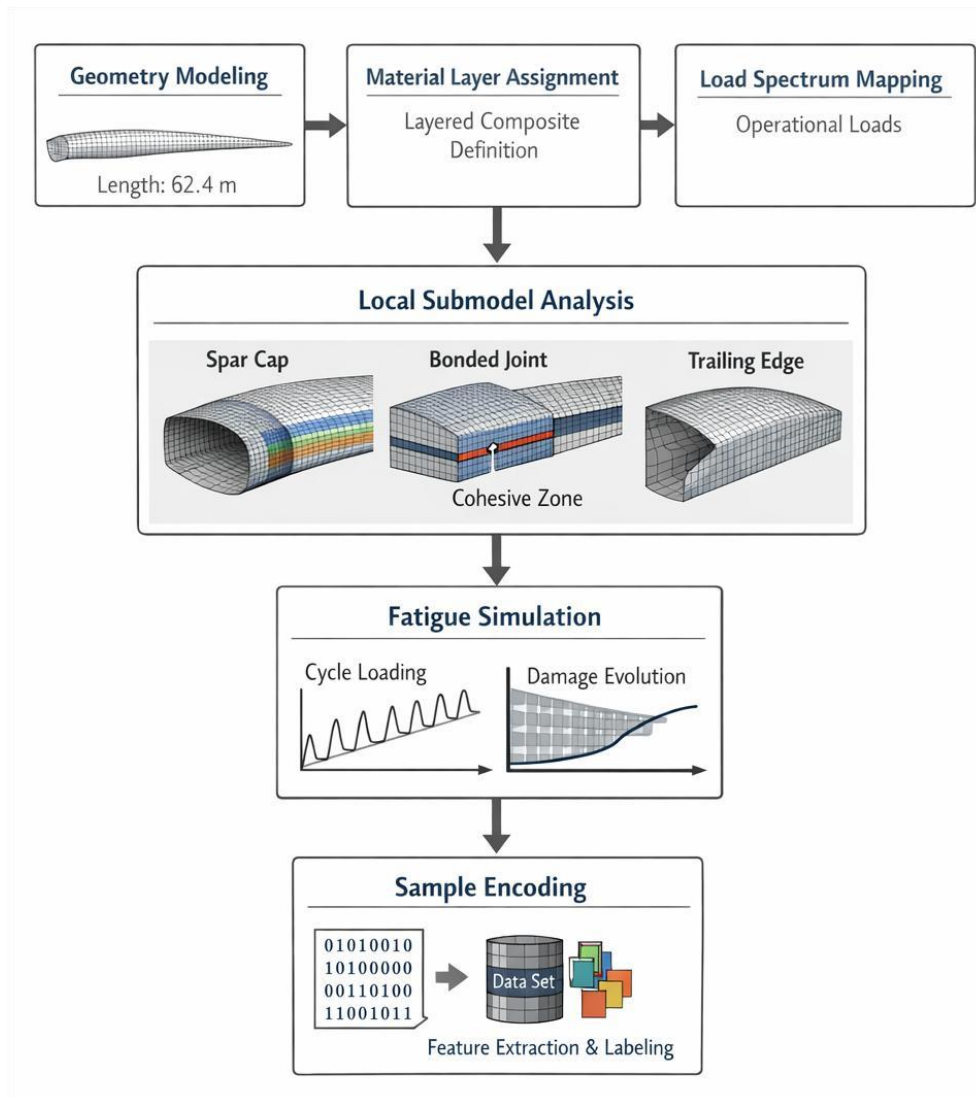 Geometry Modeling
Length: 62.4 m
Material Layer Assignment
Layered Composite
Definition
Load Spectrum Mapping
Operational Loads
Local Submodel Analysis
Spar Cap
Bonded Joint
Trailing Edge
Cohesive Zone
Fatigue Simulation
Cycle Loading
Damage Evolution
Sample Encoding
01010010
10100000
00110100
11001011
Data Set
Feature Extraction & Labeling